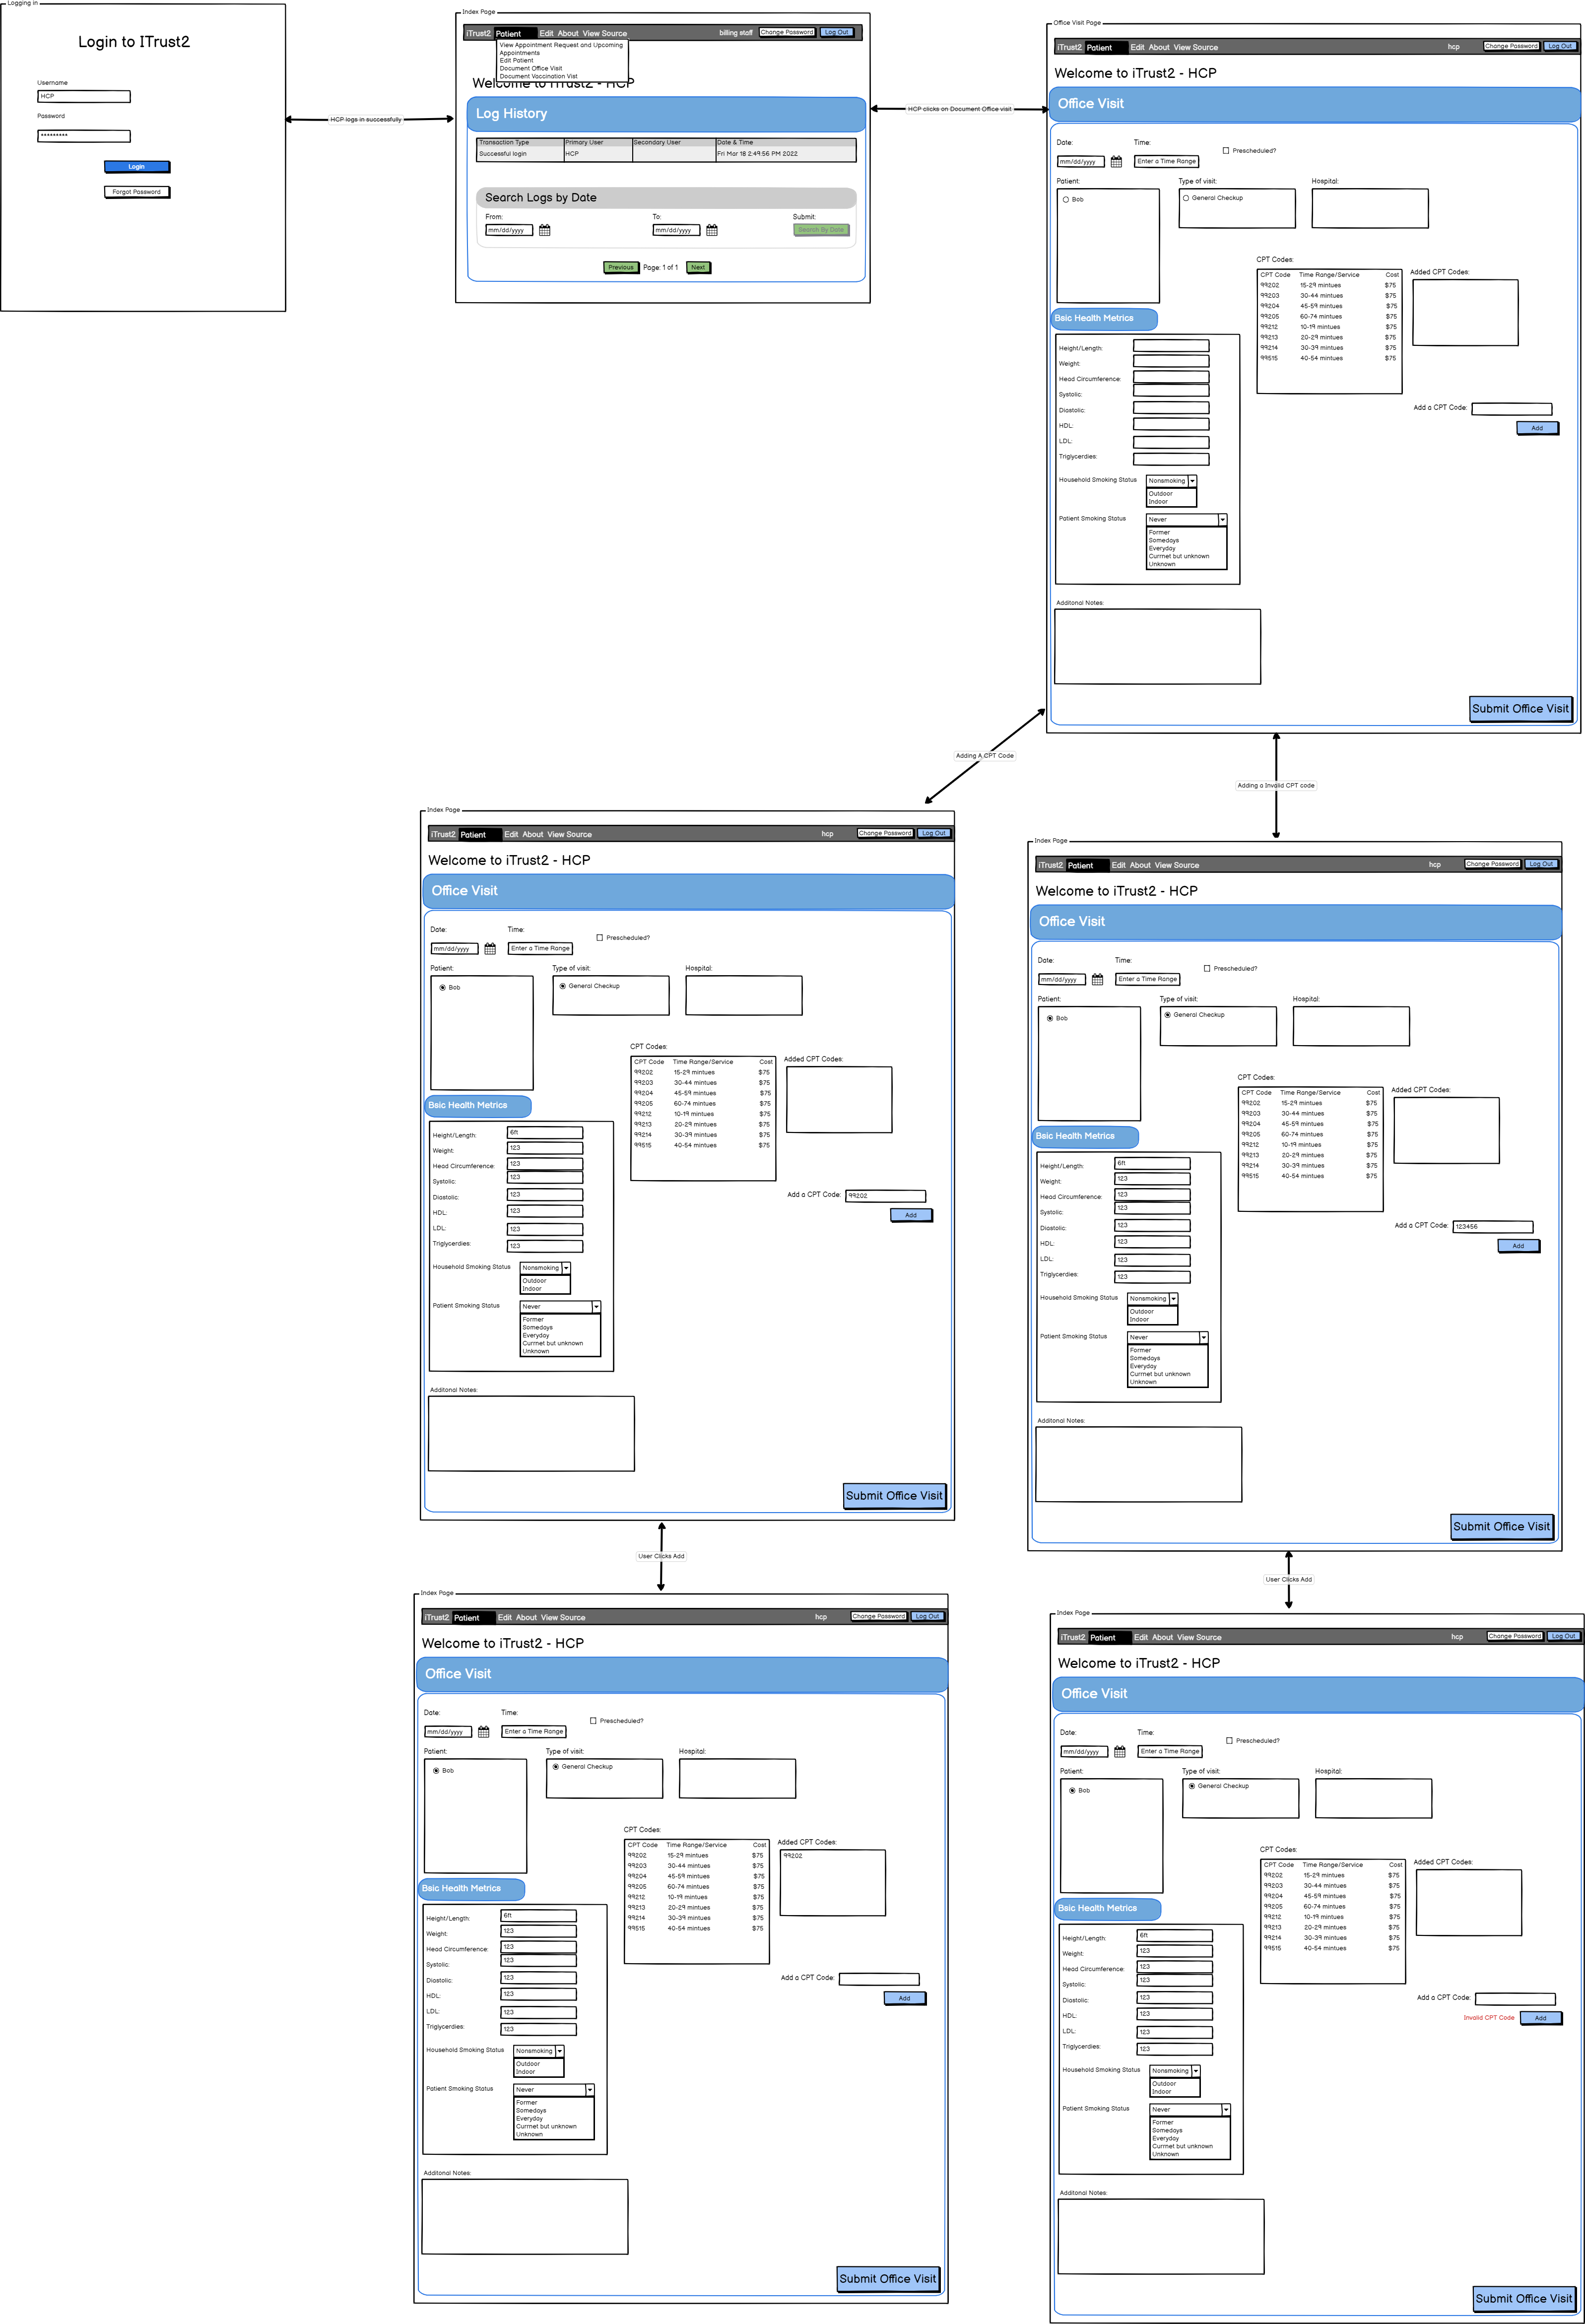 Logging in
Login to ITrust2
Username
HCP
Password
*********
Login
Forgot Password
HCP logs in successfully
Index Page
iTrust2 Patient Edit About View Source billing staff Change Password Log Out
View Appointment Request and Upcoming
Appointments
Edit Patient
Document Office Visit
Document Vaccination Vist
Welcome to iTrust2 - HCP
Log History
Transaction Type Primary User Secondary User Date & Time
Successful login HCP Fri Mar 18 2:49:56 PM 2022
Search Logs by Date
From: To: Submit:
mm/dd/yyyy mm/dd/yyyy Search By Date
Previous Page: 1 of 1 Next
HCP clicks on Document Office visit
Office Visit Page
iTrust2 Patient Edit About View Source hcp Change Password Log Out
Welcome to iTrust2 - HCP
Office Visit
Date: Time:
mm/dd/yyyy Enter a Time Range Prescheduled?
Patient: Type of visit: Hospital:
Bob General Checkup
CPT Codes:
CPT Code Time Range/Service Cost Added CPT Codes:
99202 15-29 mintues $75
99203 30-44 mintues $75
99204 45-59 mintues $75
99205 60-74 mintues $75
99212 10-19 mintues $75
99213 20-29 mintues $75
99214 30-39 mintues $75
99515 40-54 mintues $75
Bsic Health Metrics
Height/Length:
Weight:
Head Circumference:
Systolic:
Diastolic:
HDL:
LDL:
Triglycerdies:
Add a CPT Code:
Add
Household Smoking Status Nonsmoking
Outdoor
Indoor
Patient Smoking Status Never
Former
Somedays
Everyday
Currnet but unknown
Unknown
Additonal Notes:
Submit Office Visit
Adding A CPT Code
Adding a Invalid CPT code
Index Page
iTrust2 Patient Edit About View Source hcp Change Password Log Out
Welcome to iTrust2 - HCP
Office Visit
Date: Time:
mm/dd/yyyy Enter a Time Range Prescheduled?
Patient: Type of visit: Hospital:
Bob General Checkup
CPT Codes:
CPT Code Time Range/Service Cost Added CPT Codes:
99202 15-29 mintues $75
99203 30-44 mintues $75
99204 45-59 mintues $75
99205 60-74 mintues $75
99212 10-19 mintues $75
99213 20-29 mintues $75
99214 30-39 mintues $75
99515 40-54 mintues $75
Bsic Health Metrics
Height/Length: 6ft
Weight: 123
Head Circumference: 123
Systolic: 123
Diastolic: 123
HDL: 123
LDL: 123
Triglycerdies: 123
Add a CPT Code: 99202
Add
Household Smoking Status Nonsmoking
Outdoor
Indoor
Patient Smoking Status Never
Former
Somedays
Everyday
Currnet but unknown
Unknown
Additonal Notes:
Submit Office Visit
Index Page
iTrust2 Patient Edit About View Source hcp Change Password Log Out
Welcome to iTrust2 - HCP
Office Visit
Date: Time:
mm/dd/yyyy Enter a Time Range Prescheduled?
Patient: Type of visit: Hospital:
Bob General Checkup
CPT Codes:
CPT Code Time Range/Service Cost Added CPT Codes:
99202 15-29 mintues $75
99203 30-44 mintues $75
99204 45-59 mintues $75
99205 60-74 mintues $75
99212 10-19 mintues $75
99213 20-29 mintues $75
99214 30-39 mintues $75
99515 40-54 mintues $75
Bsic Health Metrics
Height/Length: 6ft
Weight: 123
Head Circumference: 123
Systolic: 123
Diastolic: 123
HDL: 123
LDL: 123
Triglycerdies: 123
Add a CPT Code: 123456
Add
Household Smoking Status Nonsmoking
Outdoor
Indoor
Patient Smoking Status Never
Former
Somedays
Everyday
Currnet but unknown
Unknown
Additonal Notes:
Submit Office Visit
User Clicks Add
User Clicks Add
Index Page
iTrust2 Patient Edit About View Source hcp Change Password Log Out
Welcome to iTrust2 - HCP
Office Visit
Date: Time:
mm/dd/yyyy Enter a Time Range Prescheduled?
Patient: Type of visit: Hospital:
Bob General Checkup
CPT Codes:
CPT Code Time Range/Service Cost Added CPT Codes:
99202 15-29 mintues $75 99202
99203 30-44 mintues $75
99204 45-59 mintues $75
99205 60-74 mintues $75
99212 10-19 mintues $75
99213 20-29 mintues $75
99214 30-39 mintues $75
99515 40-54 mintues $75
Bsic Health Metrics
Height/Length: 6ft
Weight: 123
Head Circumference: 123
Systolic: 123
Diastolic: 123
HDL: 123
LDL: 123
Triglycerdies: 123
Add a CPT Code:
Add
Household Smoking Status Nonsmoking
Outdoor
Indoor
Patient Smoking Status Never
Former
Somedays
Everyday
Currnet but unknown
Unknown
Additonal Notes:
Submit Office Visit
Index Page
iTrust2 Patient Edit About View Source hcp Change Password Log Out
Welcome to iTrust2 - HCP
Office Visit
Date: Time:
mm/dd/yyyy Enter a Time Range Prescheduled?
Patient: Type of visit: Hospital:
Bob General Checkup
CPT Codes:
CPT Code Time Range/Service Cost Added CPT Codes:
99202 15-29 mintues $75
99203 30-44 mintues $75
99204 45-59 mintues $75
99205 60-74 mintues $75
99212 10-19 mintues $75
99213 20-29 mintues $75
99214 30-39 mintues $75
99515 40-54 mintues $75
Bsic Health Metrics
Height/Length: 6ft
Weight: 123
Head Circumference: 123
Systolic: 123
Diastolic: 123
HDL: 123
LDL: 123
Triglycerdies: 123
Add a CPT Code:
Invalid CPT Code Add
Household Smoking Status Nonsmoking
Outdoor
Indoor
Patient Smoking Status Never
Former
Somedays
Everyday
Currnet but unknown
Unknown
Additonal Notes:
Submit Office Visit